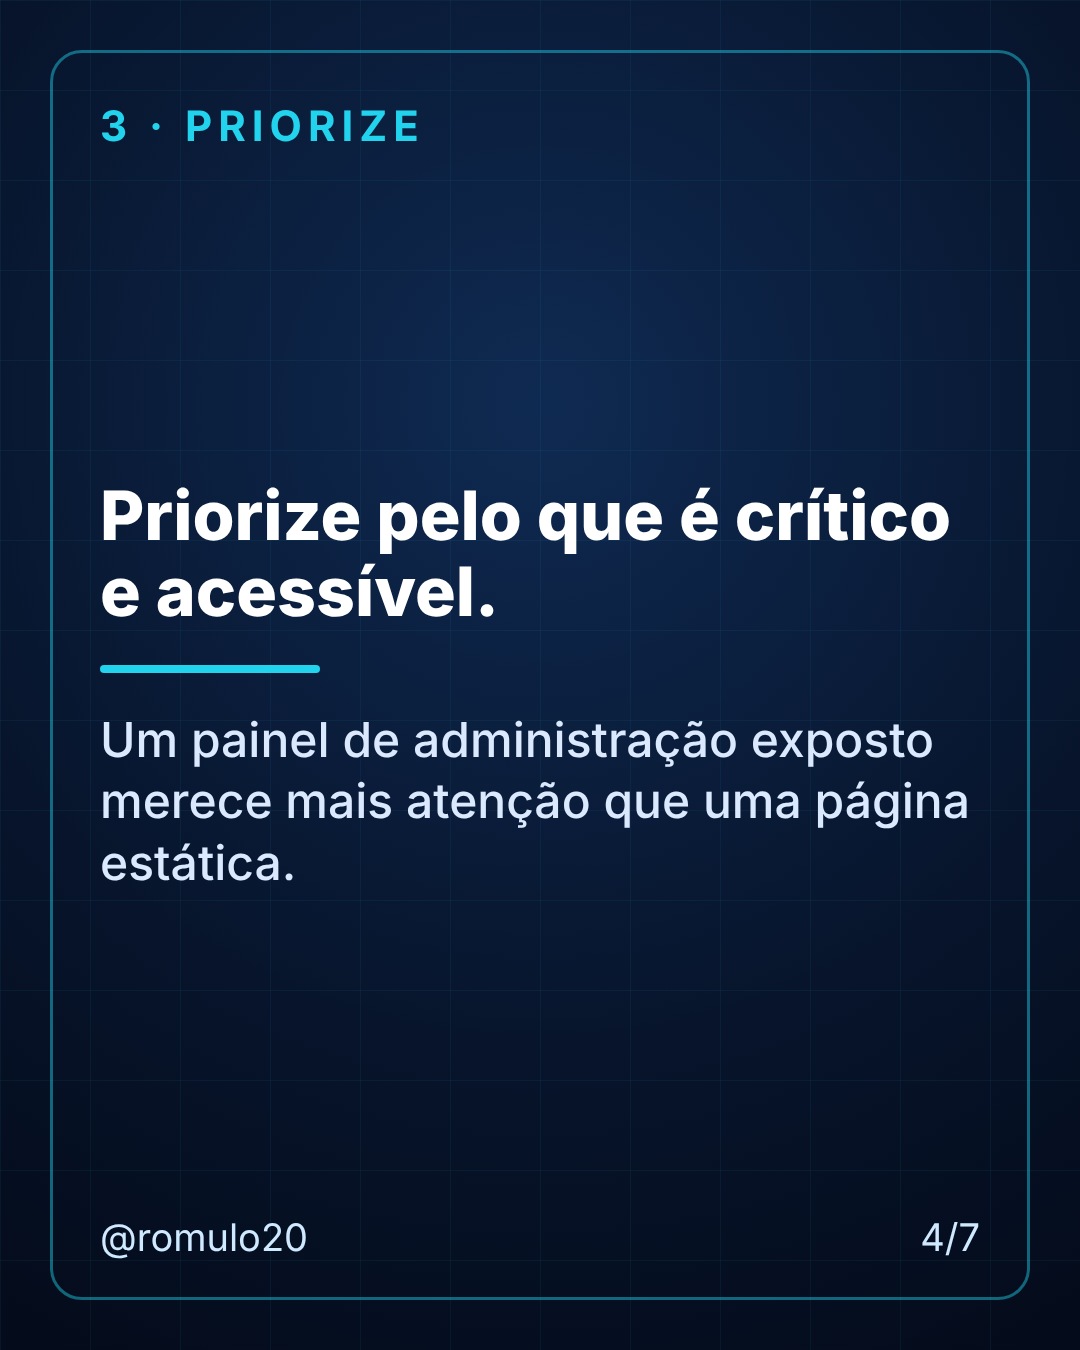 3 · PRIORIZE
Priorize pelo que é crítico
e acessível.
Um painel de administração exposto
merece mais atenção que uma página
estática.
@romulo20
4/7